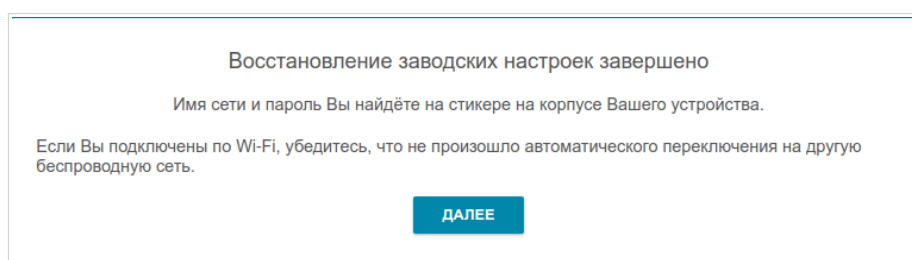 Восстановление заводских настроек завершено
Имя сети и пароль Вы найдёте на стикере на корпусе Вашего устройства.
Если Вы подключены по Wi-Fi, убедитесь, что не произошло автоматического переключения на другую
беспроводную сеть.
ДАЛЕЕ